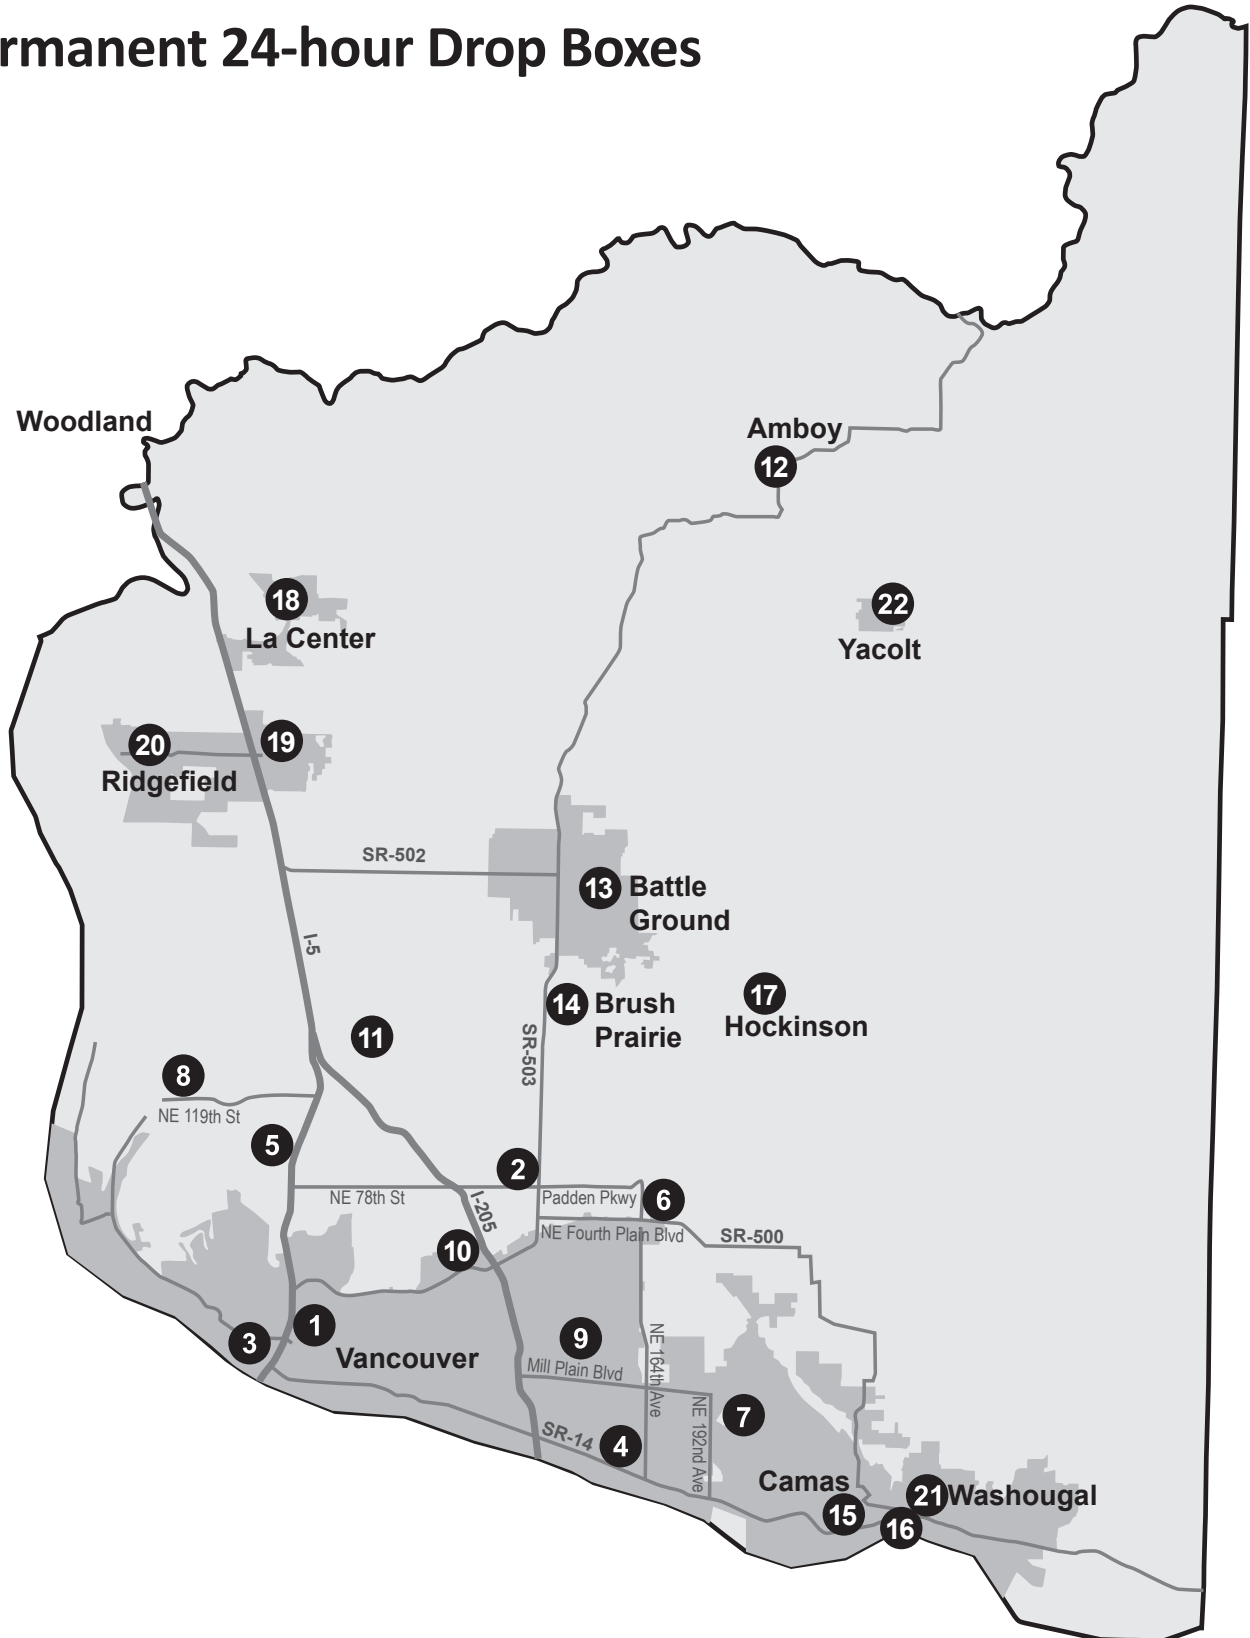 rmanent 24-hour Drop Boxes
Woodland
Amboy
12
18
La Center
22
Yacolt
20
19
Ridgefield
SR-502
13
Battle
Ground
I-5
14
Brush
Prairie
17
Hockinson
11
SR-503
8
NE 119th St
5
2
NE 78th St
Padden Pkwy
6
I-205
NE Fourth Plain Blvd
SR-500
10
1
3
Vancouver
9
Mill Plain Blvd
NE 164th Ave
NE 192nd Ave
7
SR-14
4
Camas
15
21
Washougal
16